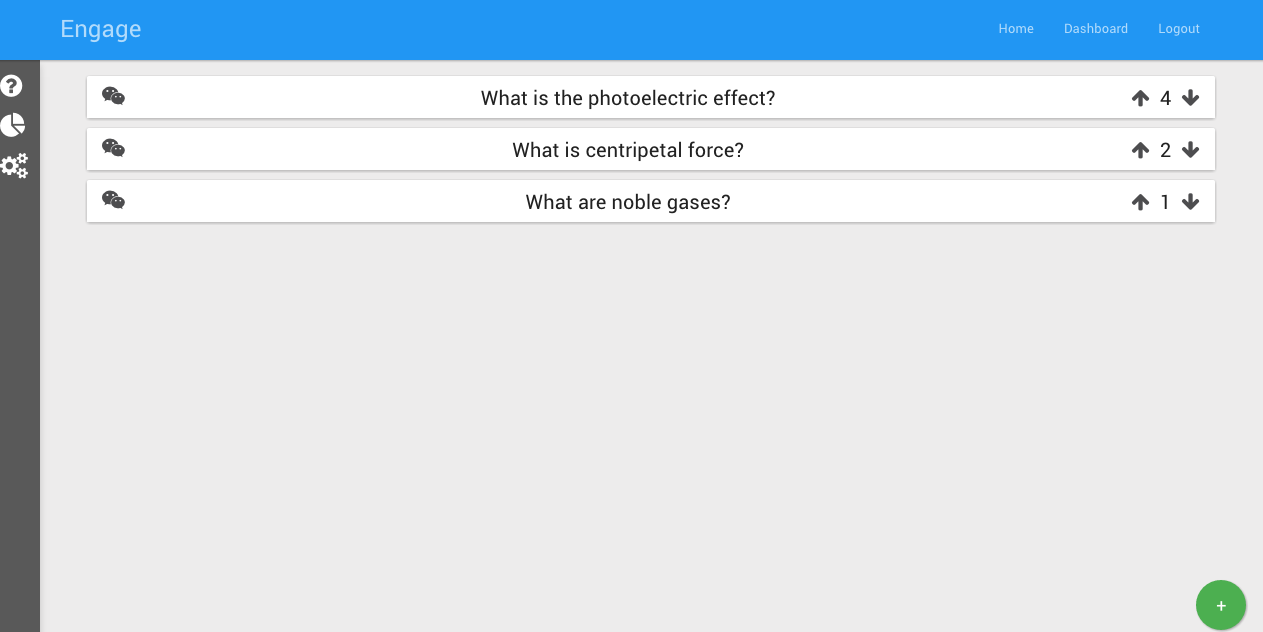 Engage
Home Dashboard Logout
What is the photoelectric effect? 4
What is centripetal force? 2
What are noble gases? 1
+